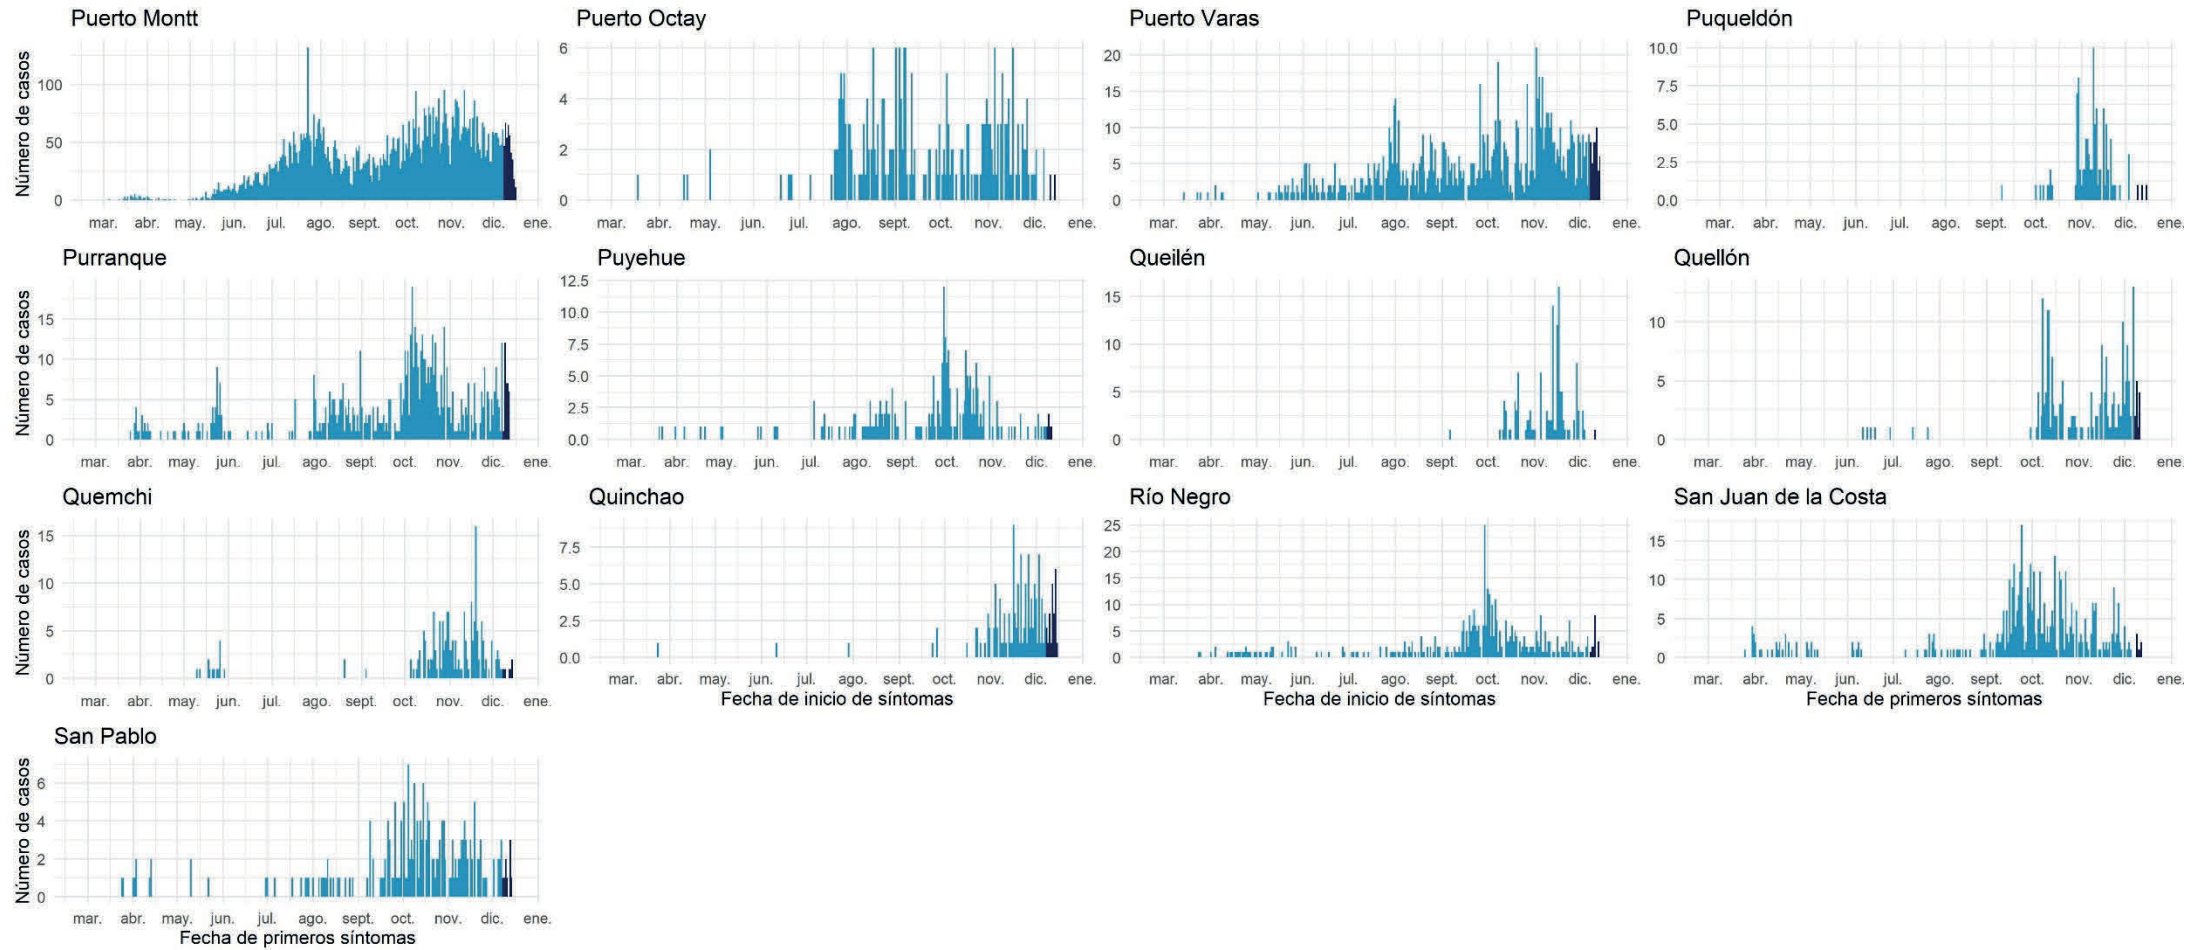 Puerto Montt
Puerto Octay
Puerto Varas
Puqueldón
Número de casos
100
50
0
6
4
2
0
20
15
10
5
0
10.0
7.5
5.0
2.5
0.0
mar. abr. may. jun. jul. ago. sept. oct. nov. dic. ene.
mar. abr. may. jun. jul. ago. sept. oct. nov. dic. ene.
mar. abr. may. jun. jul. ago. sept. oct. nov. dic. ene.
mar. abr. may. jun. jul. ago. sept. oct. nov. dic. ene.
Purranque
Puyehue
Queilén
Quellón
Número de casos
15
10
5
0
12.5
10.0
7.5
5.0
2.5
0.0
15
10
5
0
10
5
0
mar. abr. may. jun. jul. ago. sept. oct. nov. dic. ene.
mar. abr. may. jun. jul. ago. sept. oct. nov. dic. ene.
mar. abr. may. jun. jul. ago. sept. oct. nov. dic. ene.
mar. abr. may. jun. jul. ago. sept. oct. nov. dic. ene.
Quemchi
Quinchao
Río Negro
San Juan de la Costa
Número de casos
15
10
5
0
7.5
5.0
2.5
0.0
25
20
15
10
5
0
15
10
5
0
mar. abr. may. jun. jul. ago. sept. oct. nov. dic. ene.
mar. abr. may. jun. jul. ago. sept. oct. nov. dic. ene.
mar. abr. may. jun. jul. ago. sept. oct. nov. dic. ene.
mar. abr. may. jun. jul. ago. sept. oct. nov. dic. ene.
Fecha de inicio de síntomas
Fecha de inicio de síntomas
Fecha de primeros síntomas
San Pablo
Número de casos
6
4
2
0
mar. abr. may. jun. jul. ago. sept. oct. nov. dic. ene.
Fecha de primeros síntomas